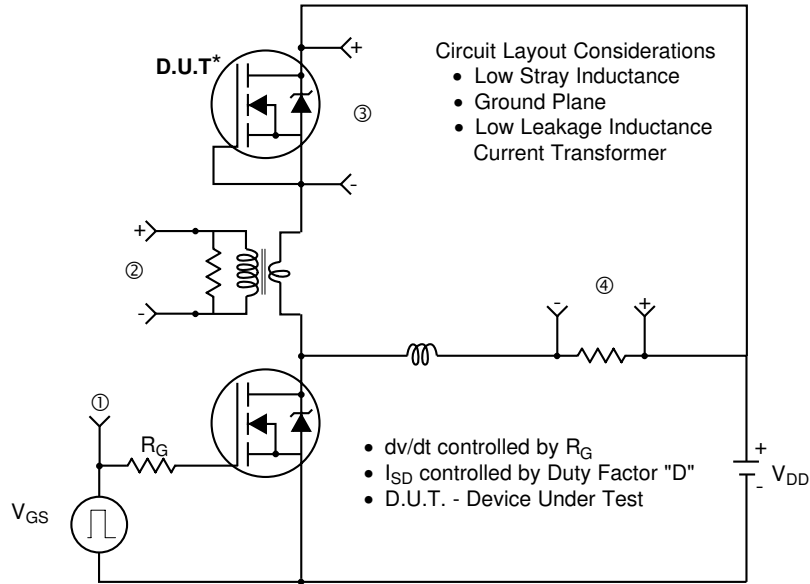 D.U.T*
+
Circuit Layout Considerations
• Low Stray Inductance
• Ground Plane
• Low Leakage Inductance
Current Transformer
③
-
+
②
-
④
-
+
①
R_G
• dv/dt controlled by R_G
• I_SD controlled by Duty Factor "D"
• D.U.T. - Device Under Test
+
-
V_DD
V_GS